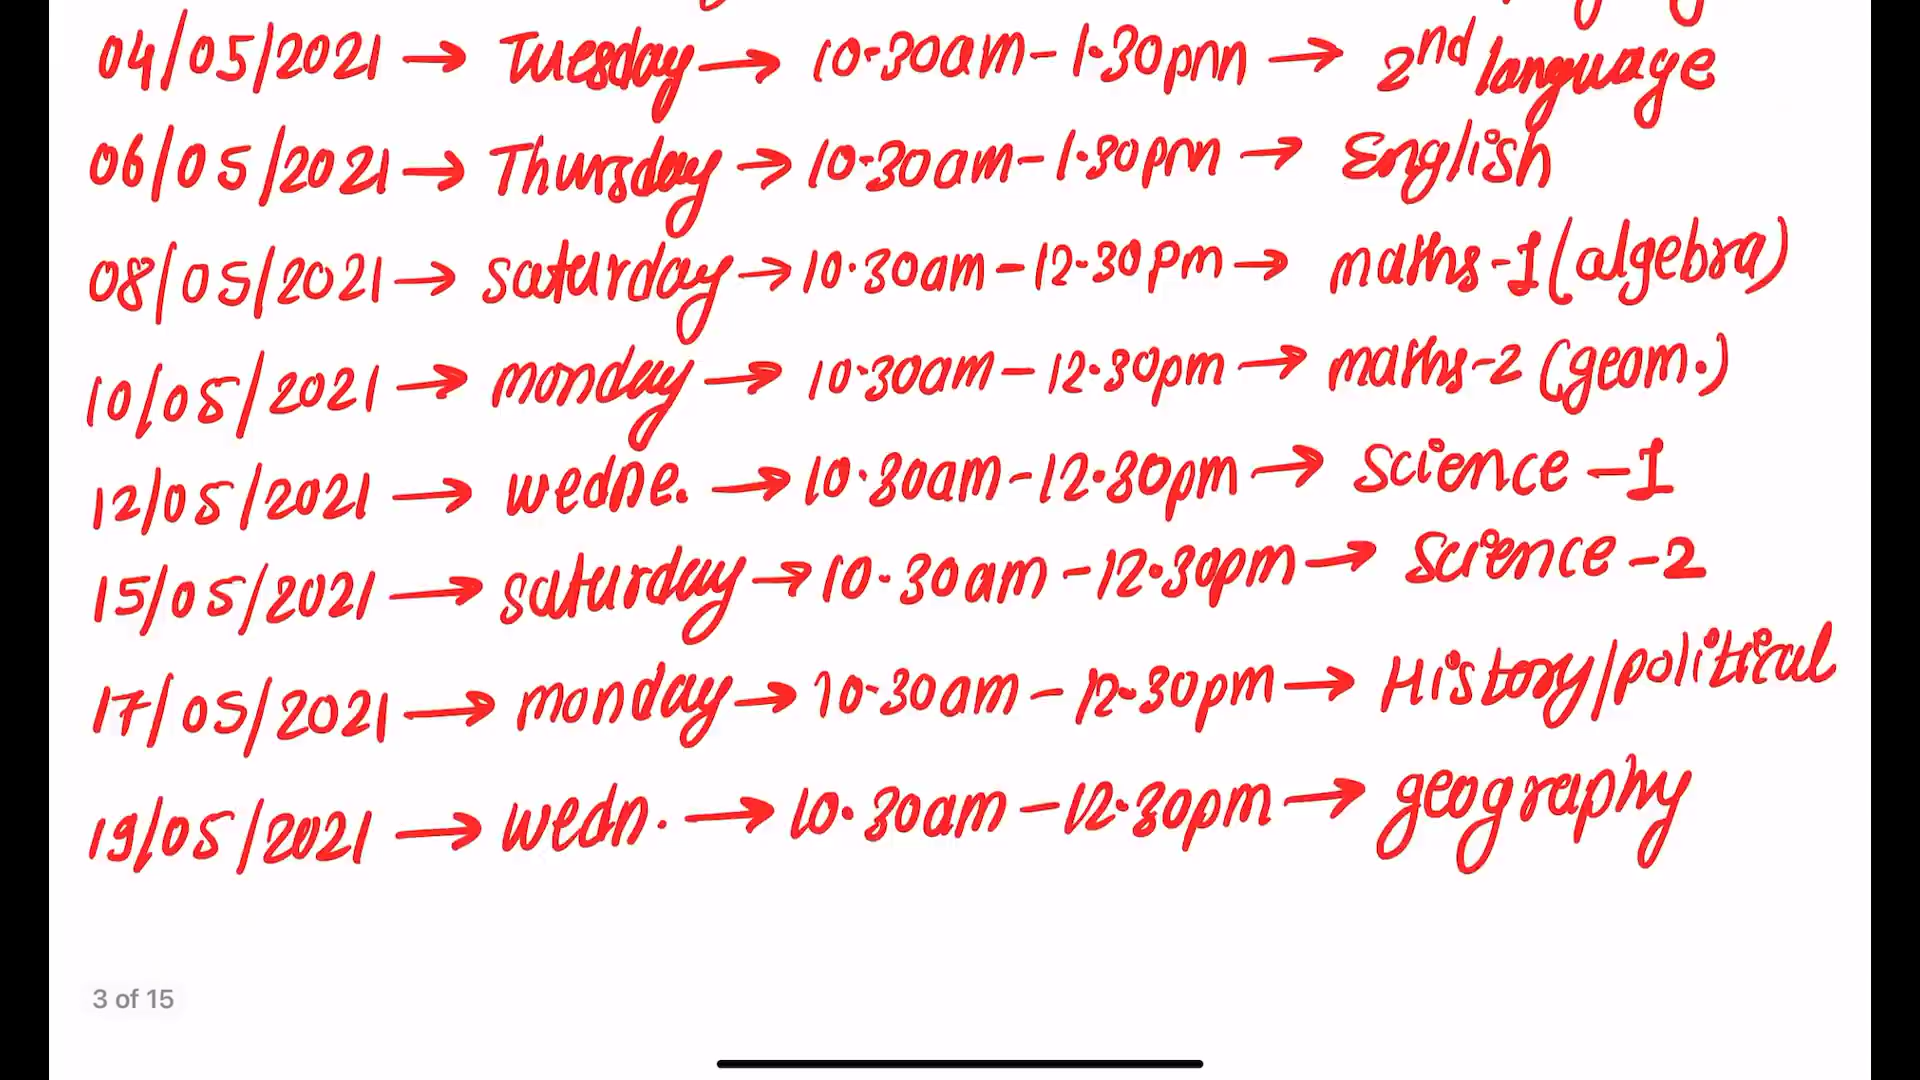 04/05/2021 → Tuesday → 10.30am - 1.30pm → 2nd language
06/05/2021 → Thursday → 10.30am - 1.30pm → English
08/05/2021 → saturday → 10.30am - 12.30pm → maths-1 (algebra)
10/05/2021 → monday → 10.30am - 12.30pm → maths-2 (geom.)
12/05/2021 → wedne. → 10.30am - 12.30pm → Science - 1
15/05/2021 → saturday → 10.30am - 12.30pm → Science - 2
17/05/2021 → monday → 10.30am - 12.30pm → History/political
19/05/2021 → wedn. → 10.30am - 12.30pm → geography
3 of 15